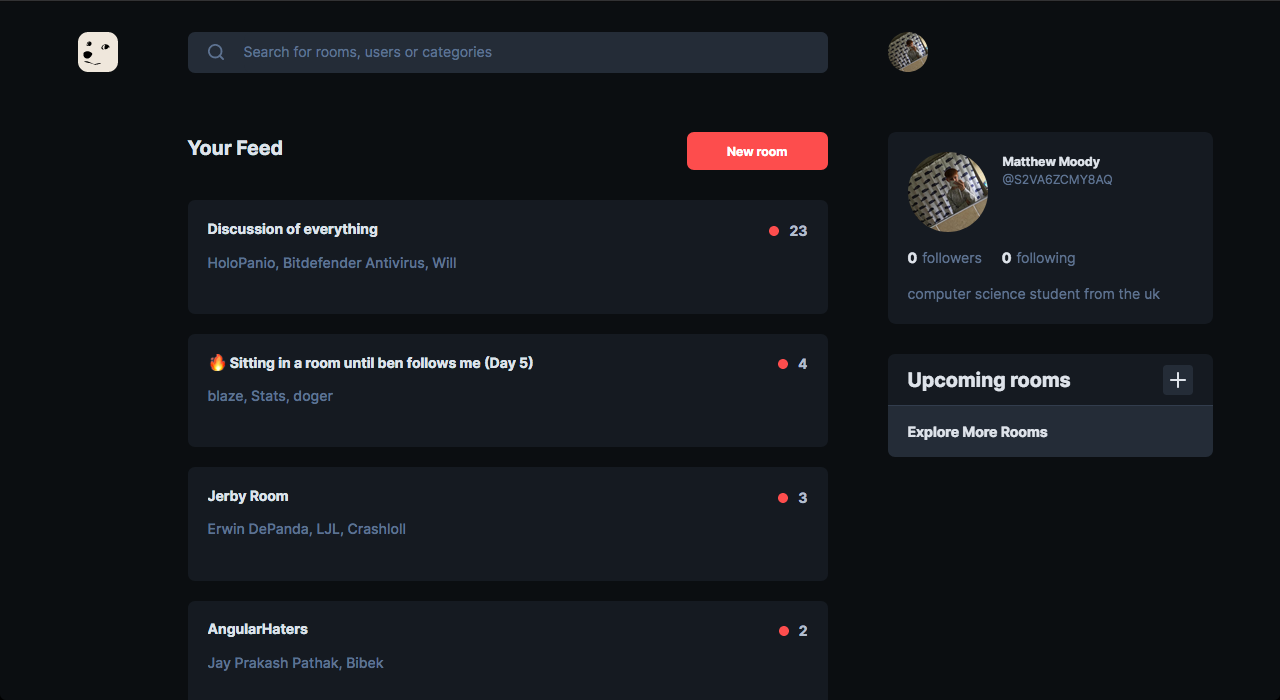 Search for rooms, users or categories
Your Feed
New room
Discussion of everything
23
HoloPanio, Bitdefender Antivirus, Will
🔥 Sitting in a room until ben follows me (Day 5)
4
blaze, Stats, doger
Jerby Room
3
Erwin DePanda, LJL, Crashloll
AngularHaters
2
Jay Prakash Pathak, Bibek
Matthew Moody
@S2VA6ZCMY8AQ
0 followers 0 following
computer science student from the uk
Upcoming rooms
Explore More Rooms